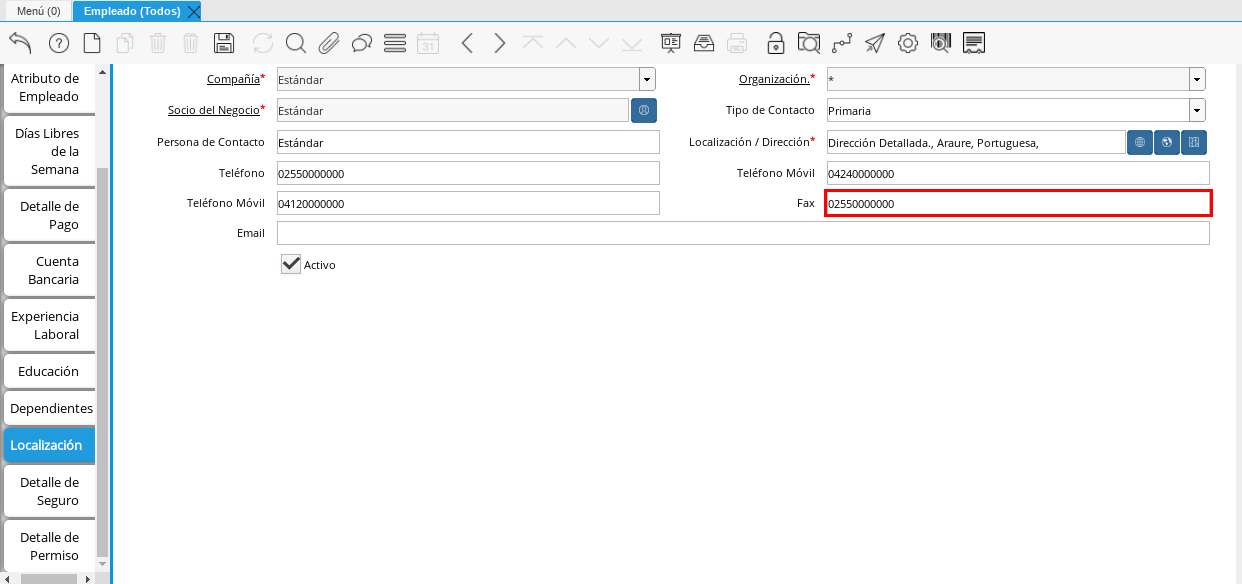 Menú (0)
Empleado (Todos)
31
Atributo de
Empleado
Días Libres
de la
Semana
Detalle de
Pago
Cuenta
Bancaria
Experiencia
Laboral
Educación
Dependientes
Localización
Detalle de
Seguro
Detalle de
Permiso
Compañía* Estándar
Organización.* *
Socio del Negocio* Estándar
Tipo de Contacto Primaria
Persona de Contacto Estándar
Localización / Dirección* Dirección Detallada., Araure, Portuguesa,
Teléfono 02550000000
Teléfono Móvil 04240000000
Teléfono Móvil 04120000000
Fax 02550000000
Email
Activo